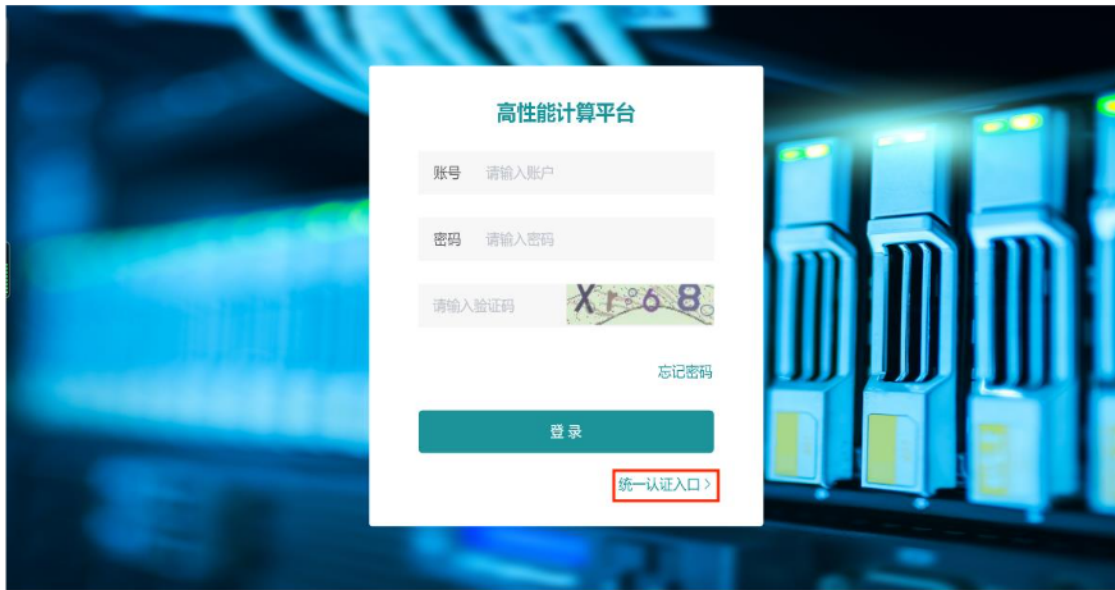 高性能计算平台
账号 请输入账户
密码 请输入密码
请输入验证码 Xr68
忘记密码
登录
统一认证入口 >